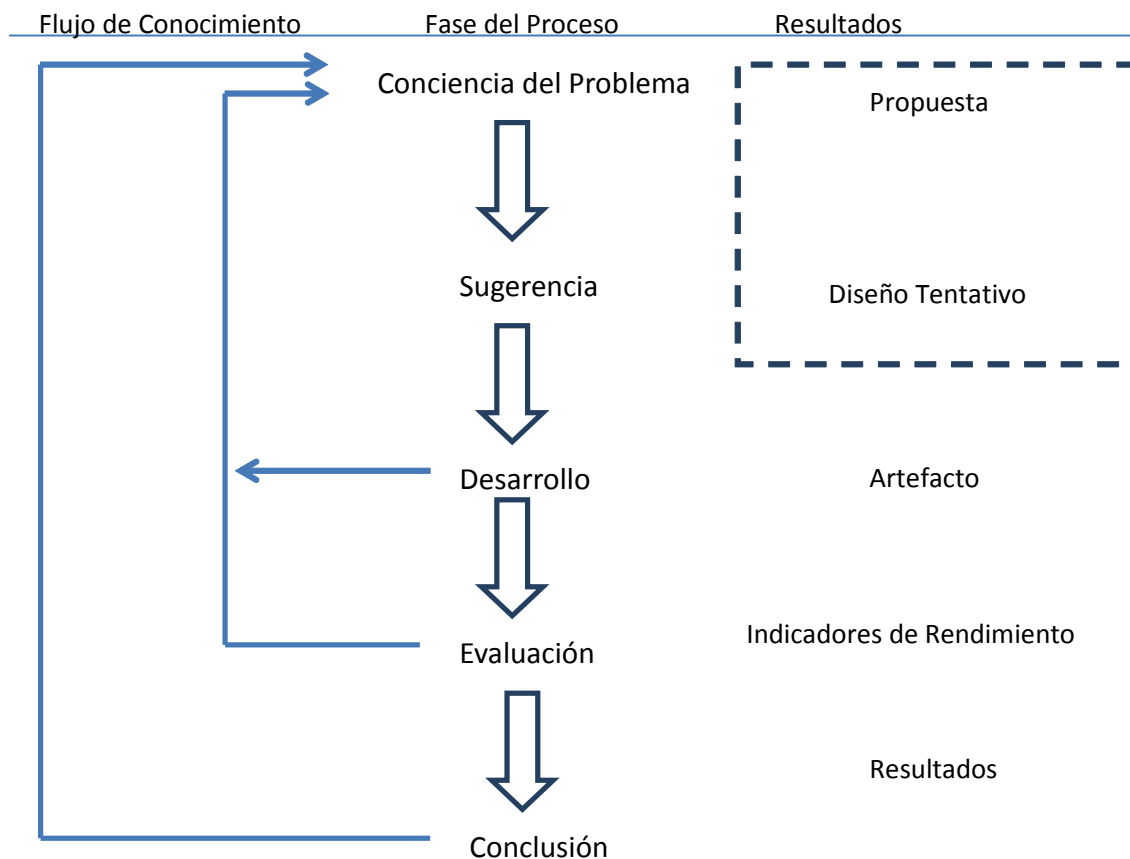 Flujo de Conocimiento Fase del Proceso Resultados
Conciencia del Problema Propuesta
Sugerencia Diseño Tentativo
Desarrollo Artefacto
Evaluación Indicadores de Rendimiento
Resultados
Conclusión